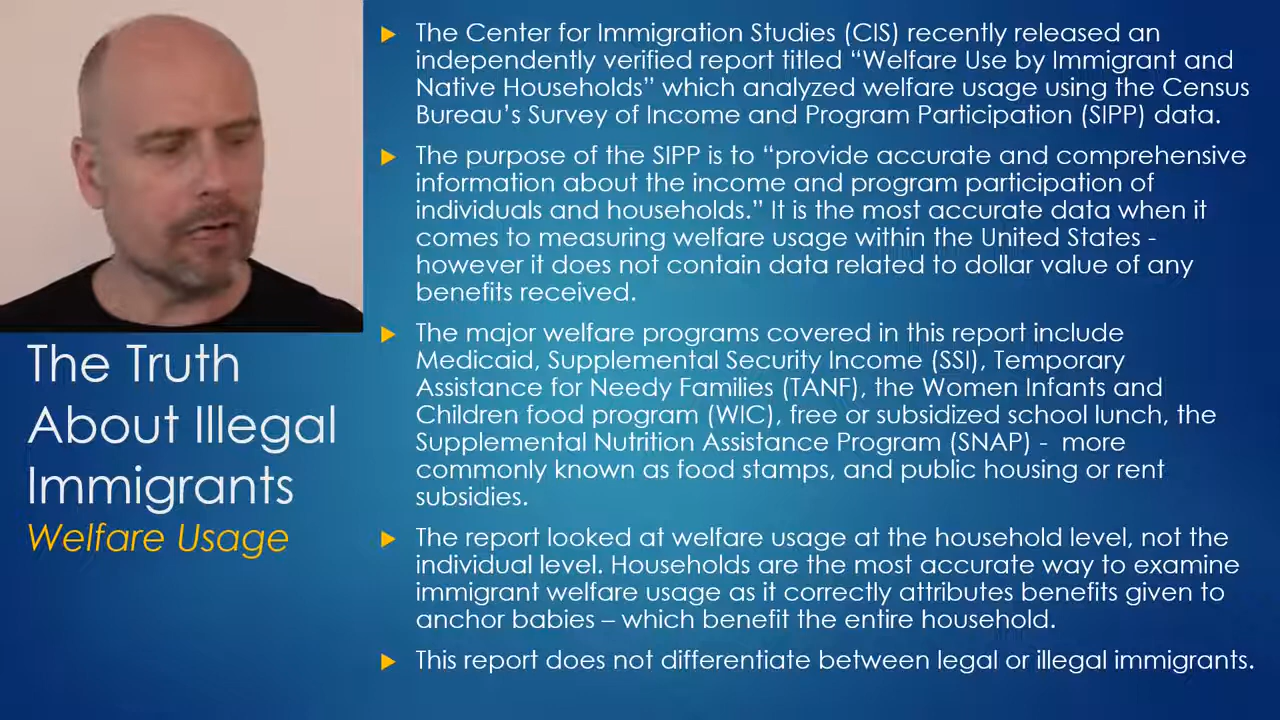 The Truth
About Illegal
Immigrants
Welfare Usage
The Center for Immigration Studies (CIS) recently released an
independently verified report titled “Welfare Use by Immigrant and
Native Households” which analyzed welfare usage using the Census
Bureau’s Survey of Income and Program Participation (SIPP) data.
The purpose of the SIPP is to “provide accurate and comprehensive
information about the income and program participation of
individuals and households.” It is the most accurate data when it
comes to measuring welfare usage within the United States -
however it does not contain data related to dollar value of any
benefits received.
The major welfare programs covered in this report include
Medicaid, Supplemental Security Income (SSI), Temporary
Assistance for Needy Families (TANF), the Women Infants and
Children food program (WIC), free or subsidized school lunch, the
Supplemental Nutrition Assistance Program (SNAP) - more
commonly known as food stamps, and public housing or rent
subsidies.
The report looked at welfare usage at the household level, not the
individual level. Households are the most accurate way to examine
immigrant welfare usage as it correctly attributes benefits given to
anchor babies – which benefit the entire household.
This report does not differentiate between legal or illegal immigrants.